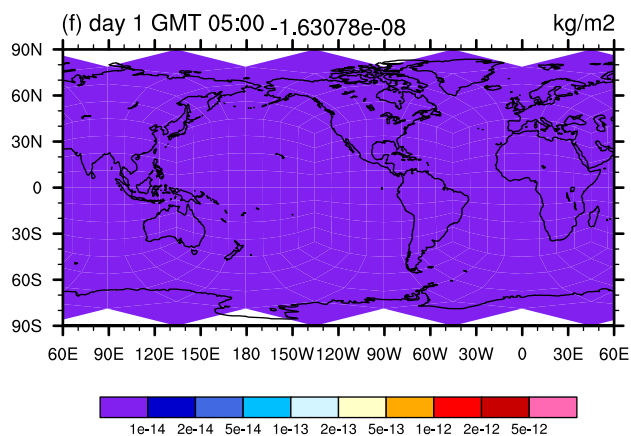 (f) day 1 GMT 05:00 -1.63078e-08 kg/m2
90N
60N
30N
0
30S
60S
90S
60E 90E 120E 150E 180 150W 120W 90W 60W 30W 0 30E 60E
1e-14 2e-14 5e-14 1e-13 2e-13 5e-13 1e-12 2e-12 5e-12